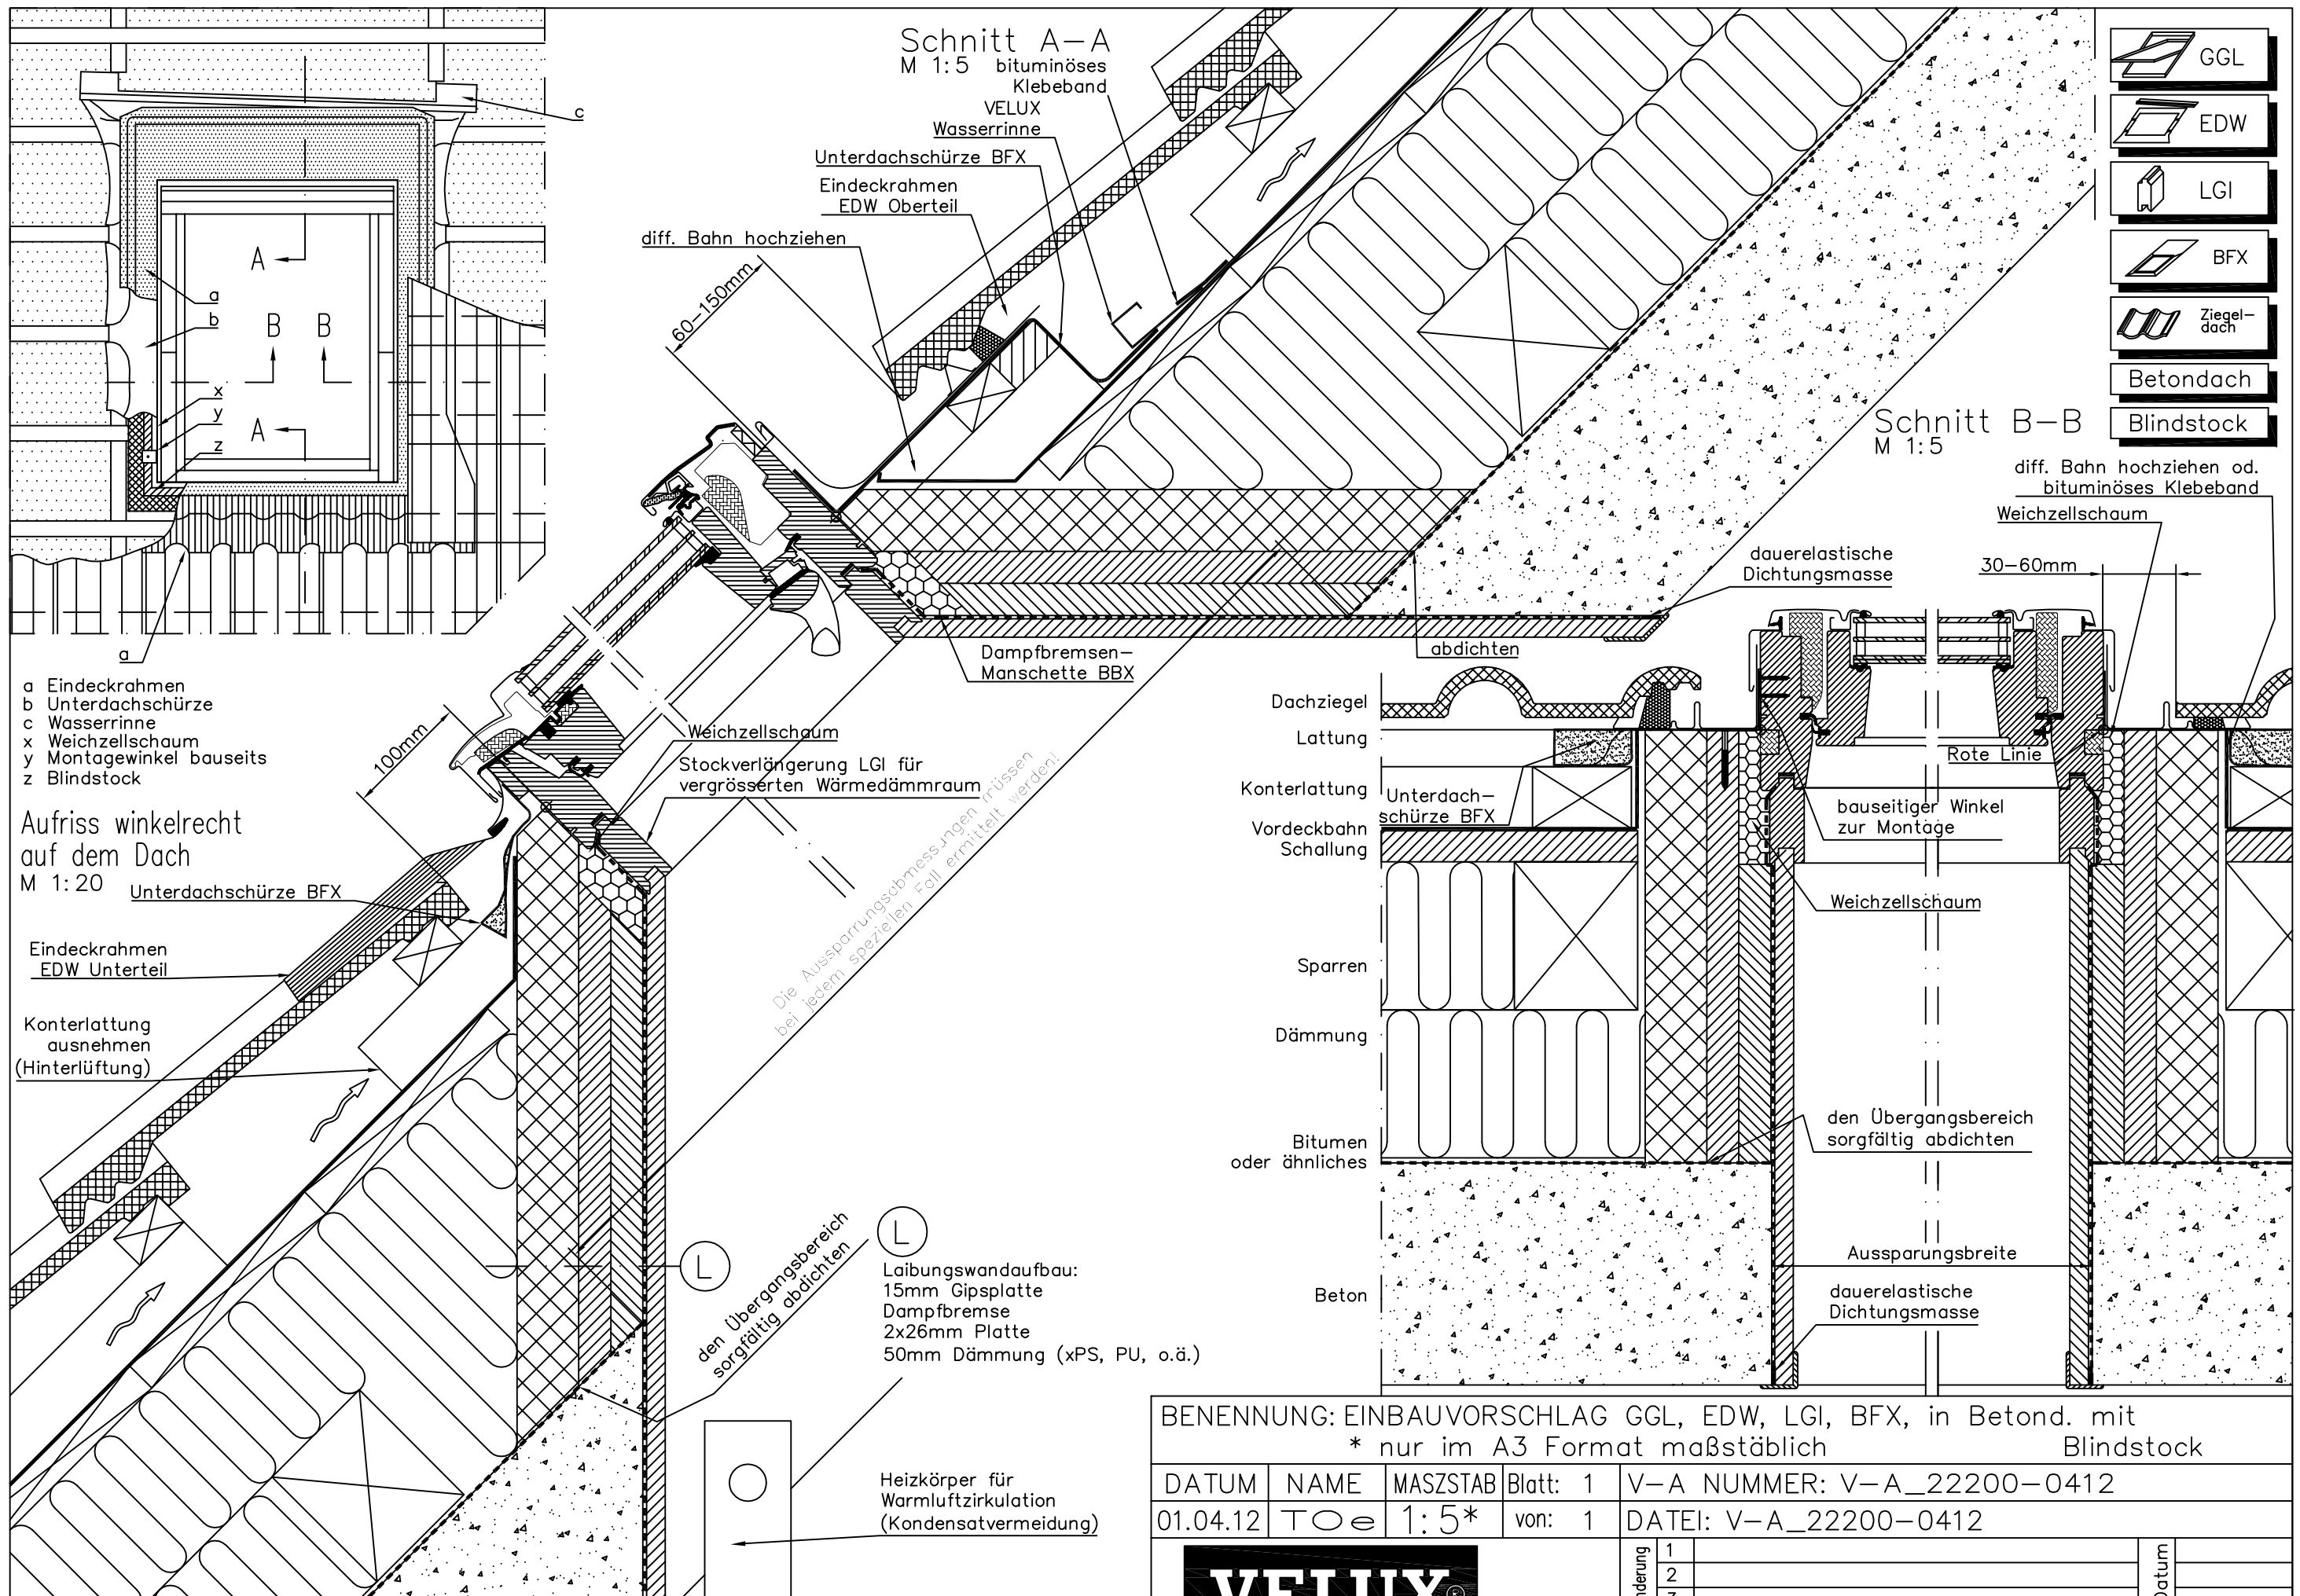 Schnitt A-A
M 1:5
bituminöses
Klebeband
VELUX
Wasserrinne
Unterdachschürze BFX
Eindeckrahmen
EDW Oberteil
diff. Bahn hochziehen
60-150mm
c
A
a
b
B B
x
y
A
z
a
a Eindeckrahmen
b Unterdachschürze
c Wasserrinne
x Weichzellschaum
y Montagewinkel bauseits
z Blindstock
Aufriss winkelrecht
auf dem Dach
M 1:20
GGL
EDW
LGI
BFX
Ziegel-
dach
Betondach
Blindstock
Schnitt B-B
M 1:5
diff. Bahn hochziehen od.
bituminöses Klebeband
Weichzellschaum
dauerelastische
Dichtungsmasse
30-60mm
abdichten
Dampfbremsen-
Manschette BBX
100mm
Weichzellschaum
Stockverlängerung LGI für
vergrösserten Wärmedämmraum
Die Aussparrungsabmessungen müssen
bei jedem speziellen Fall ermittelt werden!
Unterdachschürze BFX
Eindeckrahmen
EDW Unterteil
Konterlattung
ausnehmen
(Hinterlüftung)
Dachziegel
Lattung
Konterlattung
Vordeckbahn
Schallung
Sparren
Dämmung
Bitumen
oder ähnliches
Beton
Unterdach-
schürze BFX
Rote Linie
bauseitiger Winkel
zur Montage
Weichzellschaum
den Übergangsbereich
sorgfältig abdichten
Aussparungsbreite
dauerelastische
Dichtungsmasse
L
den Übergangsbereich
sorgfältig abdichten
L
Laibungswandaufbau:
15mm Gipsplatte
Dampfbremse
2x26mm Platte
50mm Dämmung (xPS, PU, o.ä.)
Heizkörper für
Warmluftzirkulation
(Kondensatvermeidung)
BENENNUNG: EINBAUVORSCHLAG GGL, EDW, LGI, BFX, in Betond. mit
* nur im A3 Format maßstäblich Blindstock
DATUM NAME MASZSTAB Blatt: 1 V-A NUMMER: V-A_22200-0412
01.04.12 TOe 1:5* von: 1 DATEI: V-A_22200-0412
VELUX
1
2
Datum